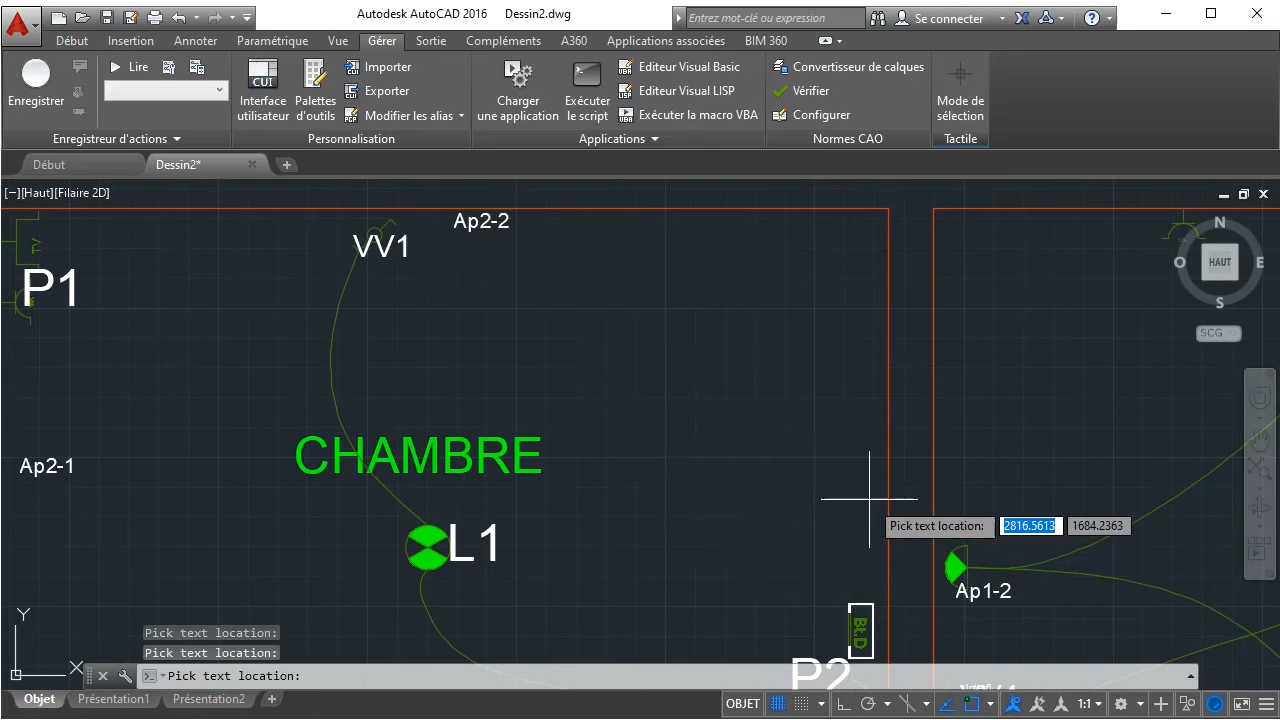 Autodesk AutoCAD 2016 Dessin2.dwg
Entrez mot-clé ou expression
Se connecter
Début Insertion Annoter Paramétrique Vue Gérer Sortie Compléments A360 Applications associées BIM 360
Enregistrer
Lire
Enregistreur d'actions
CUI
Interface utilisateur
Palettes d'outils
Importer
Exporter
Modifier les alias
Personnalisation
Charger une application
Exécuter le script
Editeur Visual Basic
Editeur Visual LISP
Exécuter la macro VBA
Applications
Convertisseur de calques
Vérifier
Configurer
Normes CAO
Mode de sélection
Tactile
Début
Dessin2*
[−][Haut][Filaire 2D]
Ap2-2
VV1
P1
N
O
HAUT
E
S
SCG
CHAMBRE
Ap2-1
L1
Pick text location: 2816.5613 1684.2363
Ap1-2
Bt.D
Y
X
P2
Pick text location:
Pick text location:
Pick text location:
Objet Présentation1 Présentation2
OBJET
1:1